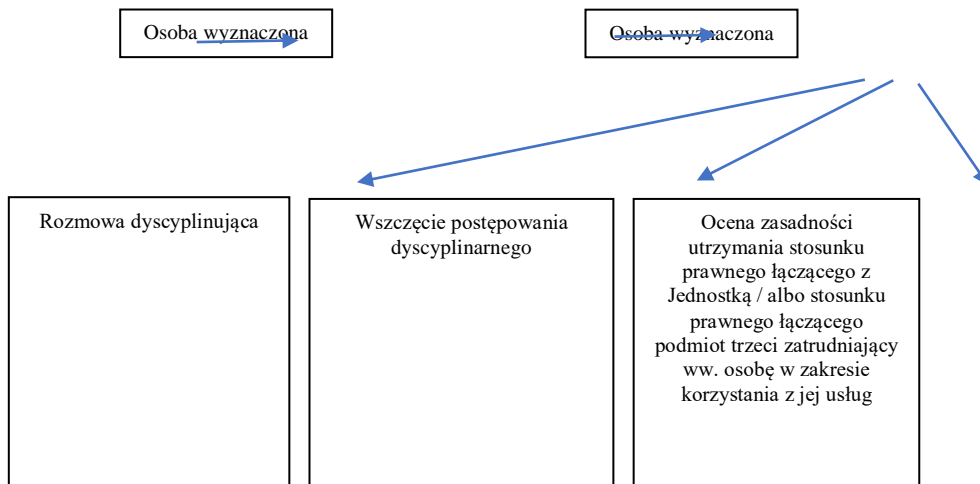 Osoba wyznaczona
Osoba wyznaczona
Rozmowa dyscyplinująca
Wszczęcie postępowania
dyscyplinarnego
Ocena zasadności
utrzymania stosunku
prawnego łączącego z
Jednostką / albo stosunku
prawnego łączącego
podmiot trzeci zatrudniający
ww. osobę w zakresie
korzystania z jej usług